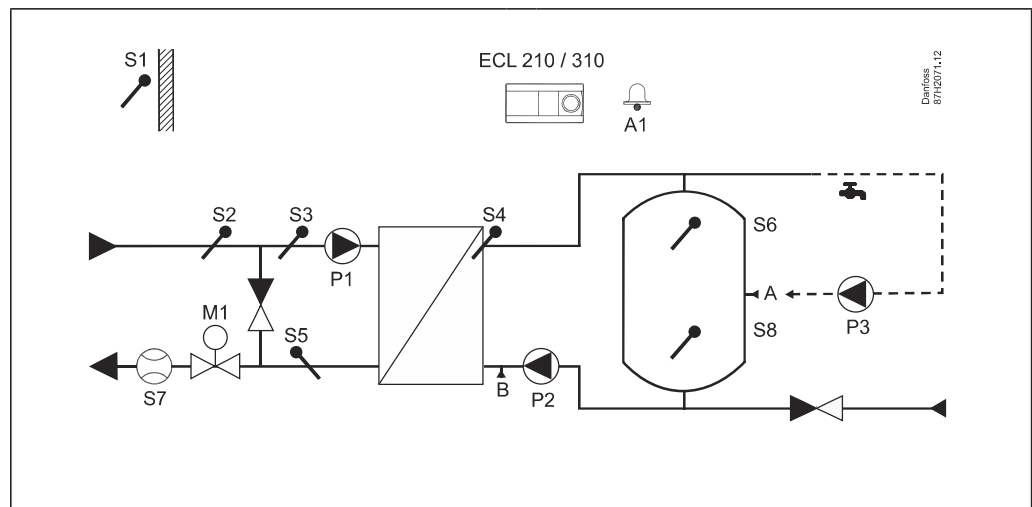 S1
ECL 210 / 310
A1
Danfoss
87H2071.12
S2
S3
S4
S6
P1
A
M1
S5
S8
P3
S7
B
P2